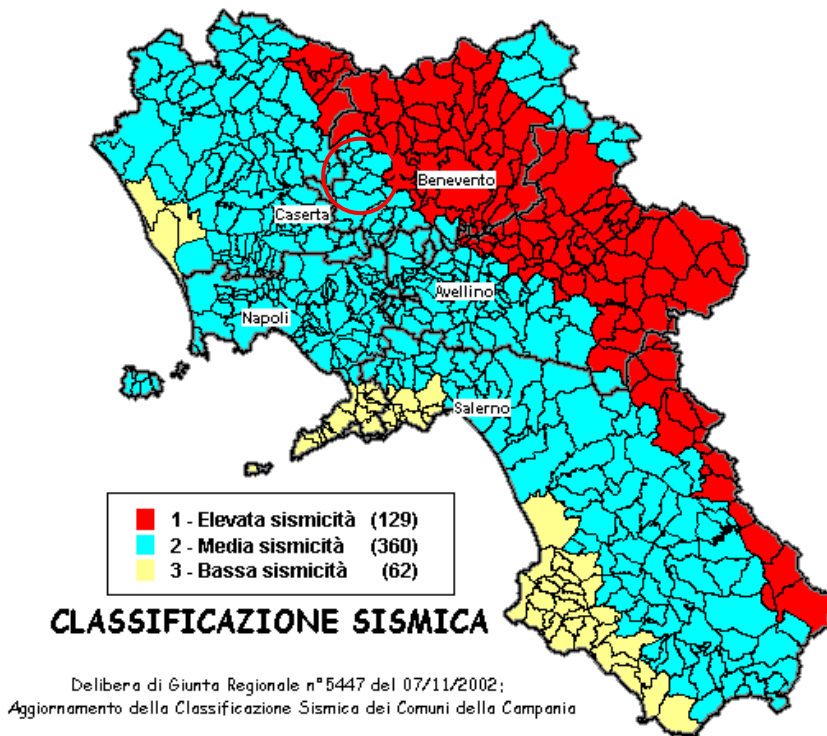 Benevento
Caserta
Avellino
Napoli
Salerno
1 - Elevata sismicità (129)
2 - Media sismicità (360)
3 - Bassa sismicità (62)
CLASSIFICAZIONE SISMICA
Delibera di Giunta Regionale n°5447 del 07/11/2002;
Aggiornamento della Classificazione Sismica dei Comuni della Campania